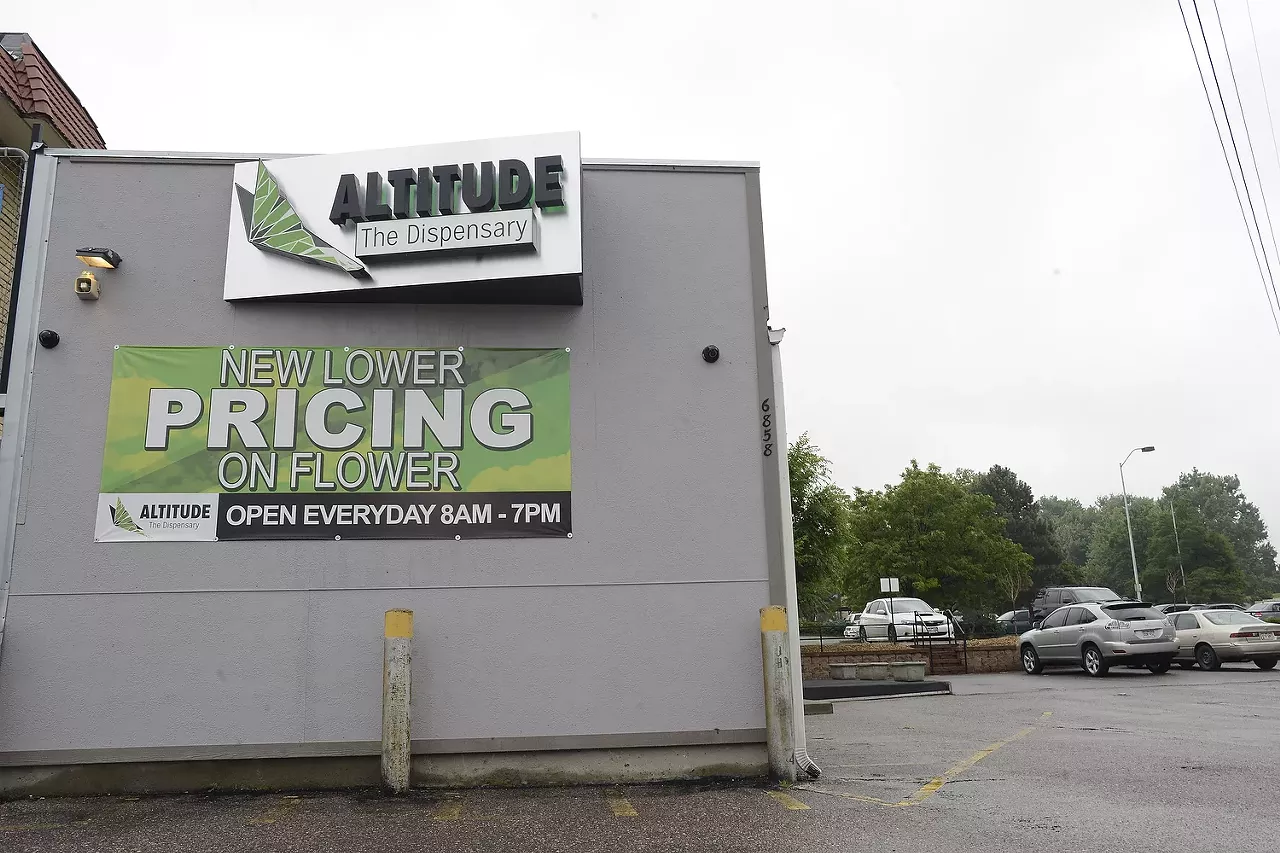 ALTITUDE
The Dispensary
NEW LOWER
PRICING
ON FLOWER
ALTITUDE
The Dispensary
OPEN EVERYDAY 8AM - 7PM
6858